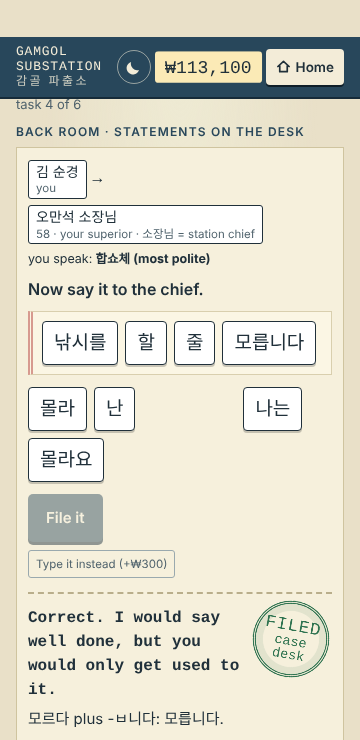 GAMGOL
SUBSTATION
감골 파출소
₩113,100
Home
task 4 of 6
BACK ROOM · STATEMENTS ON THE DESK
김 순경
you
→
오만석 소장님
58 · your superior · 소장님 = station chief
you speak: 합쇼체 (most polite)
Now say it to the chief.
낚시를 할 줄 모릅니다
몰라 난 나는
몰라요
File it
Type it instead (+₩300)
Correct. I would say
well done, but you
would only get used to
it.
FILED
case
desk
모르다 plus -ㅂ니다: 모릅니다.